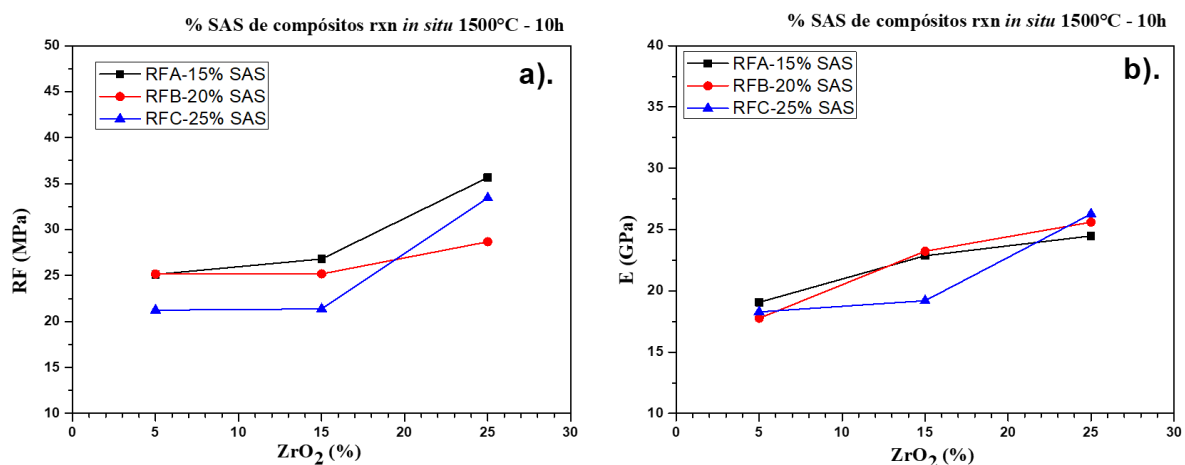 % SAS de compósitos rxn in situ 1500°C - 10h
a).
RFA-15% SAS
RFB-20% SAS
RFC-25% SAS
RF (MPa)
50
45
40
35
30
25
20
15
10
0 5 10 15 20 25 30
ZrO2 (%)
% SAS de compósitos rxn in situ 1500°C - 10h
b).
RFA-15% SAS
RFB-20% SAS
RFC-25% SAS
E (GPa)
40
35
30
25
20
15
10
0 5 10 15 20 25 30
ZrO2 (%)